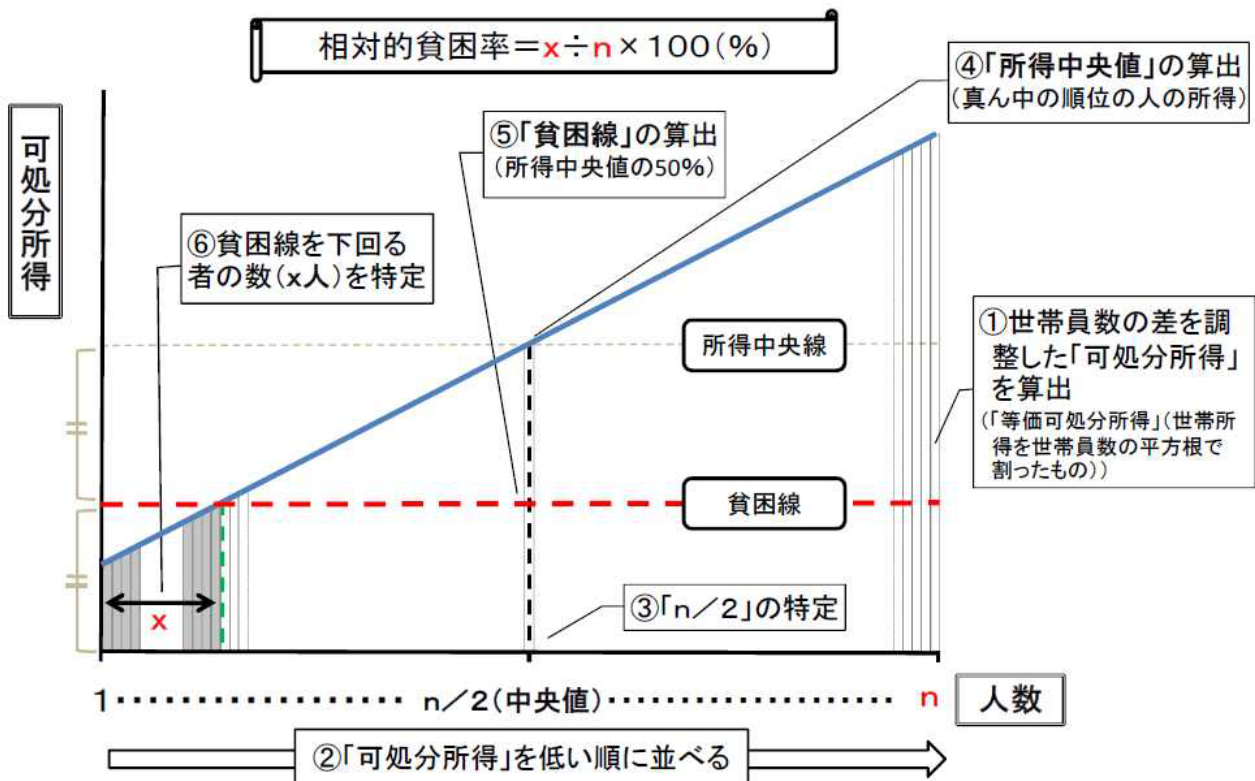 相対的貧困率＝x÷n×100(%)
④「所得中央値」の算出
(真ん中の順位の人の所得)
可処分所得
⑤「貧困線」の算出
(所得中央値の50%)
⑥貧困線を下回る
者の数(x人)を特定
所得中央線
①世帯員数の差を調
整した「可処分所得」
を算出
(「等価可処分所得」(世帯所
得を世帯員数の平方根で
割ったもの))
貧困線
③「n／2」の特定
x
1 ‥‥‥‥‥‥‥‥‥ n／2(中央値)‥‥‥‥‥‥‥‥‥ n
人数
②「可処分所得」を低い順に並べる